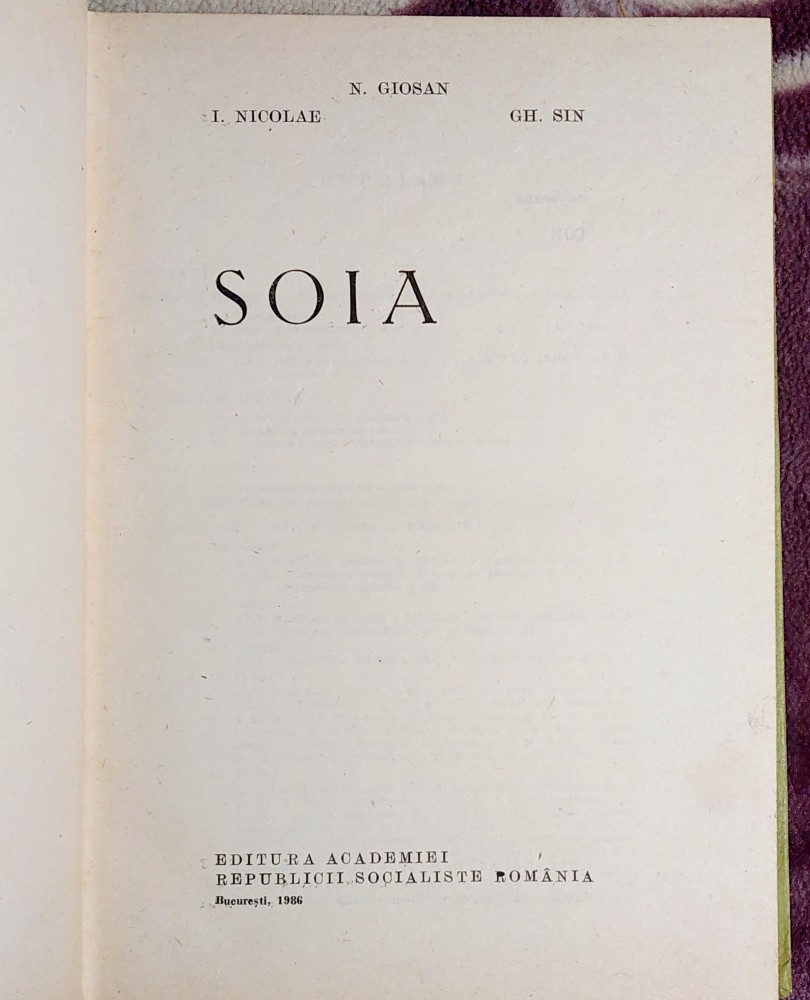 N. GIOSAN
I. NICOLAE GH. SIN
SOIA
EDITURA ACADEMIEI
REPUBLICII SOCIALISTE ROMÂNIA
București, 1986